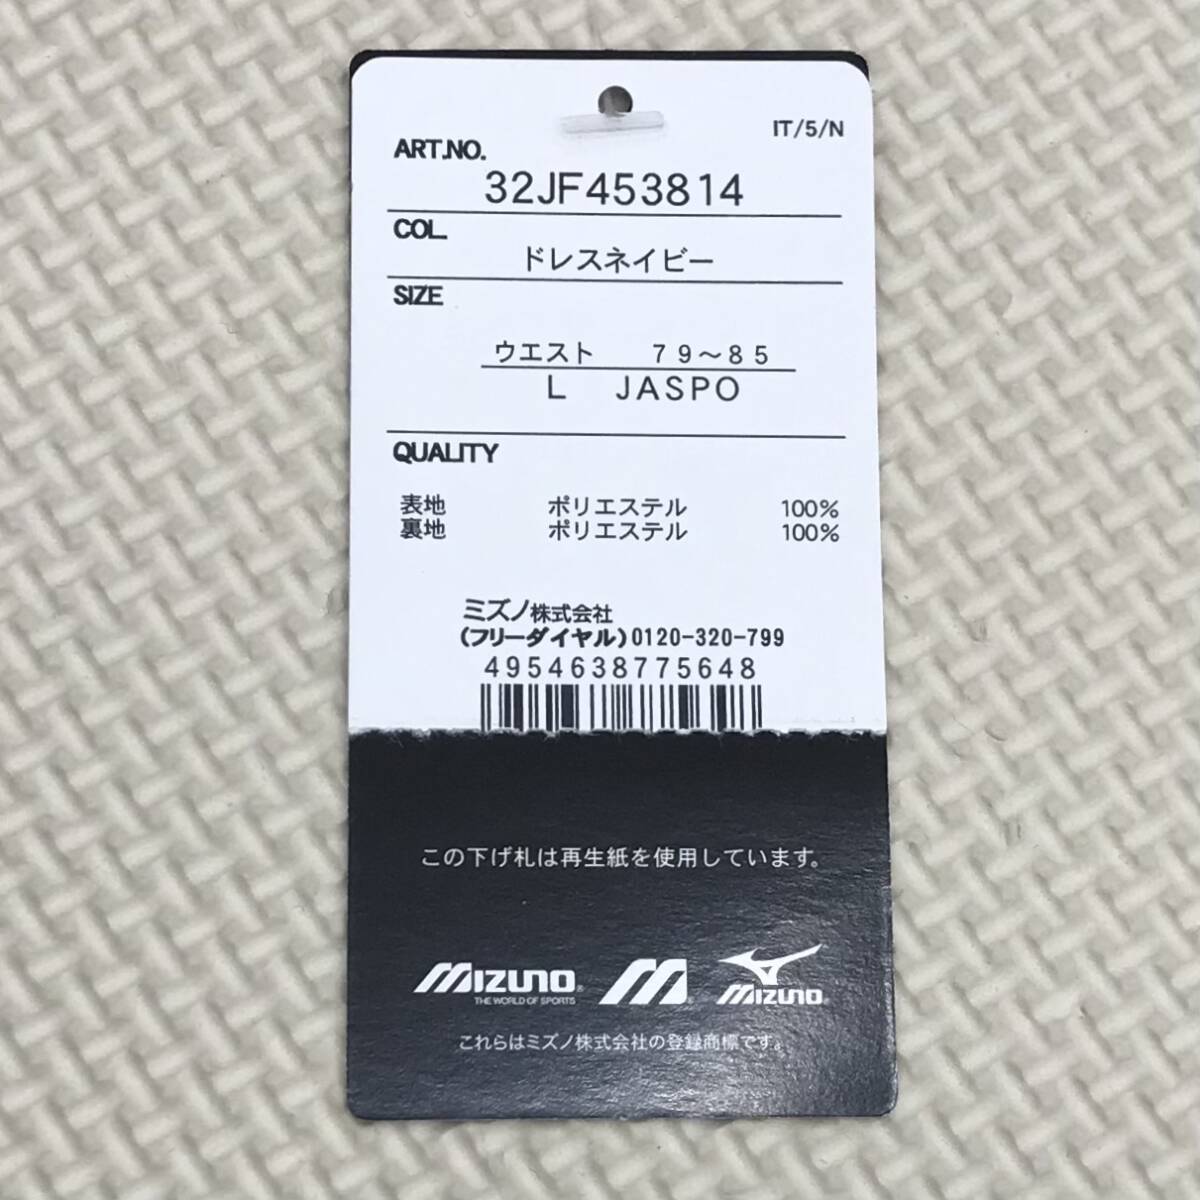 IT/5/N
ART.NO.
32JF453814
COL.
ドレスネイビー
SIZE
ウエスト 79〜85
L JASPO
QUALITY
表地 ポリエステル 100%
裏地 ポリエステル 100%
ミズノ株式会社
(フリーダイヤル)0120-320-799
4954638775648
この下げ札は再生紙を使用しています。
MIZUNO®
THE WORLD OF SPORTS
M®
MIZUNO®
これらはミズノ株式会社の登録商標です。